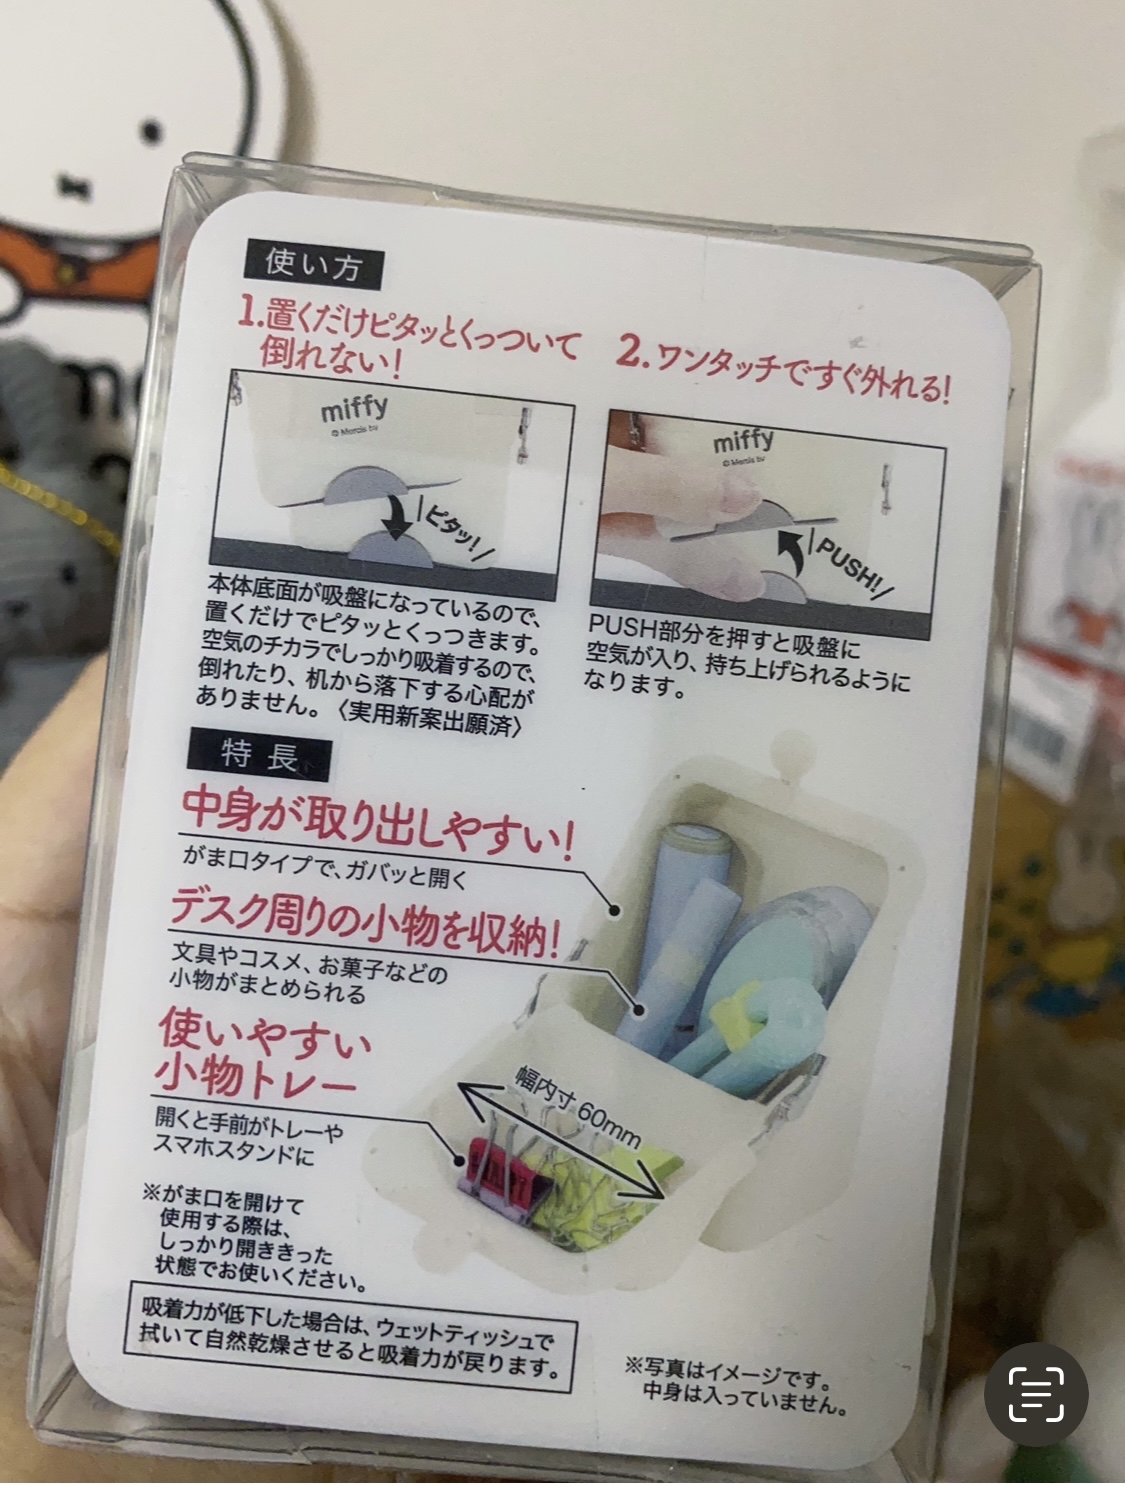 使い方
1.置くだけピタッとくっついて
倒れない!
miffy
© Mercis bv
ピタッ!
本体底面が吸盤になっているので、
置くだけでピタッとくっつきます。
空気のチカラでしっかり吸着するので、
倒れたり、机から落下する心配が
ありません。〈実用新案出願済〉
2.ワンタッチですぐ外れる!
miffy
© Mercis bv
PUSH!
PUSH部分を押すと吸盤に
空気が入り、持ち上げられるように
なります。
特長
中身が取り出しやすい!
がま口タイプで、ガバッと開く
デスク周りの小物を収納!
文具やコスメ、お菓子などの
小物がまとめられる
使いやすい
小物トレー
開くと手前がトレーや
スマホスタンドに
幅内寸 60mm
※がま口を開けて
使用する際は、
しっかり開ききった
状態でお使いください。
吸着力が低下した場合は、ウェットティッシュで
拭いて自然乾燥させると吸着力が戻ります。
※写真はイメージです。
中身は入っていません。